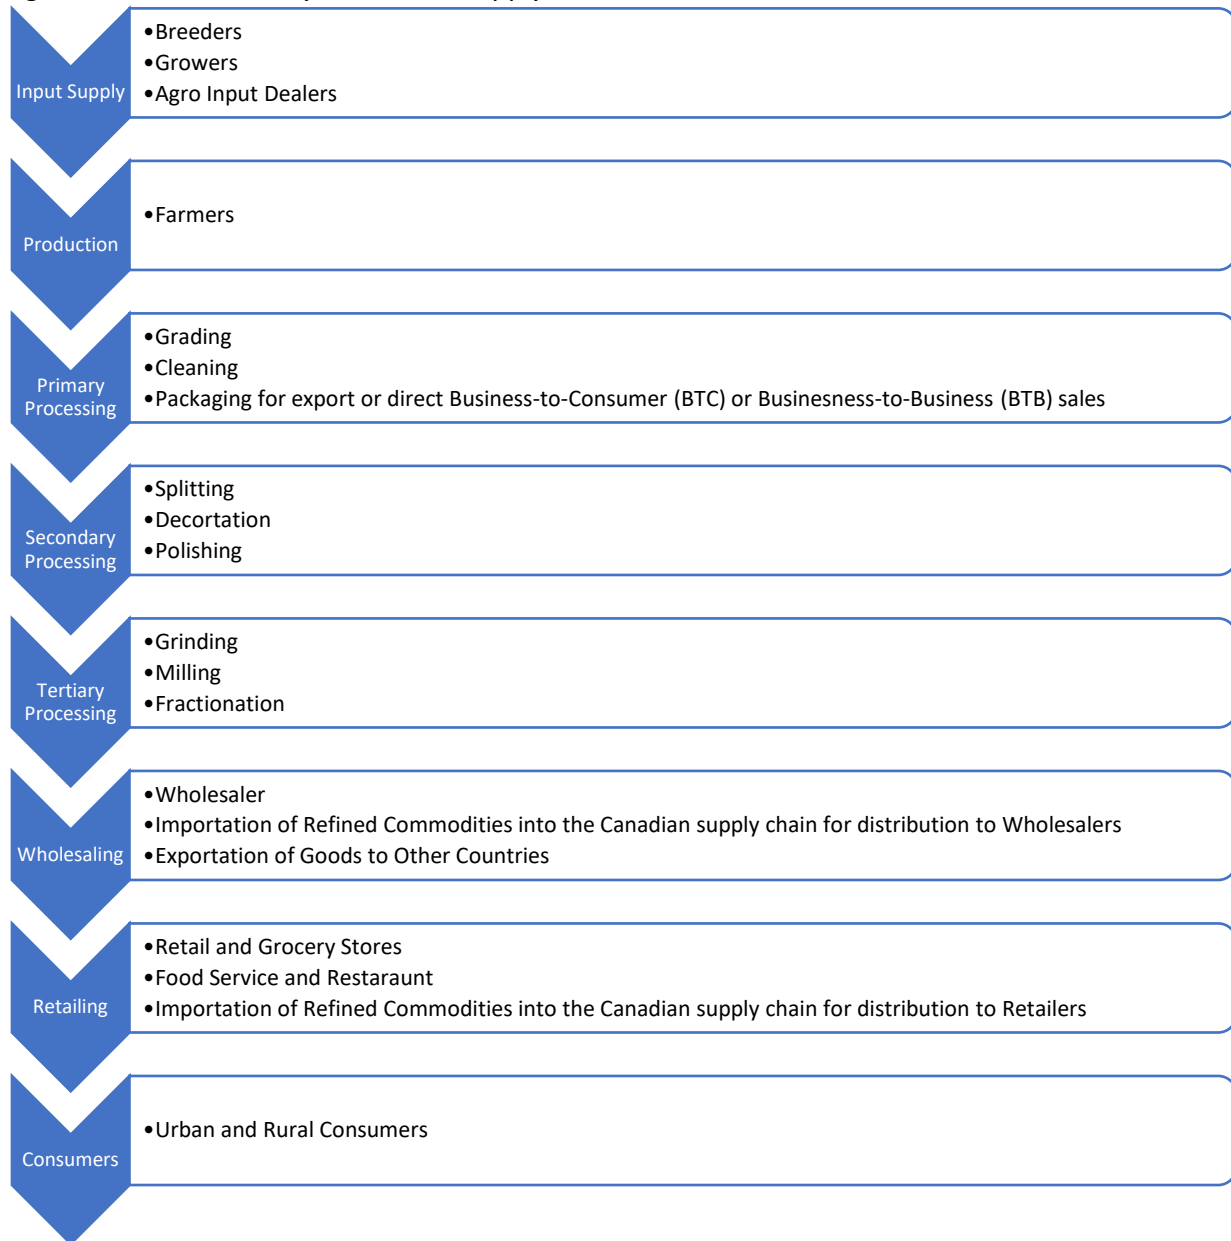 Input Supply
•Breeders
•Growers
•Agro Input Dealers
Production
•Farmers
Primary
Processing
•Grading
•Cleaning
•Packaging for export or direct Business-to-Consumer (BTC) or Businesness-to-Business (BTB) sales
Secondary
Processing
•Splitting
•Decortation
•Polishing
Tertiary
Processing
•Grinding
•Milling
•Fractionation
Wholesaling
•Wholesaler
•Importation of Refined Commodities into the Canadian supply chain for distribution to Wholesalers
•Exportation of Goods to Other Countries
Retailing
•Retail and Grocery Stores
•Food Service and Restaraunt
•Importation of Refined Commodities into the Canadian supply chain for distribution to Retailers
Consumers
•Urban and Rural Consumers